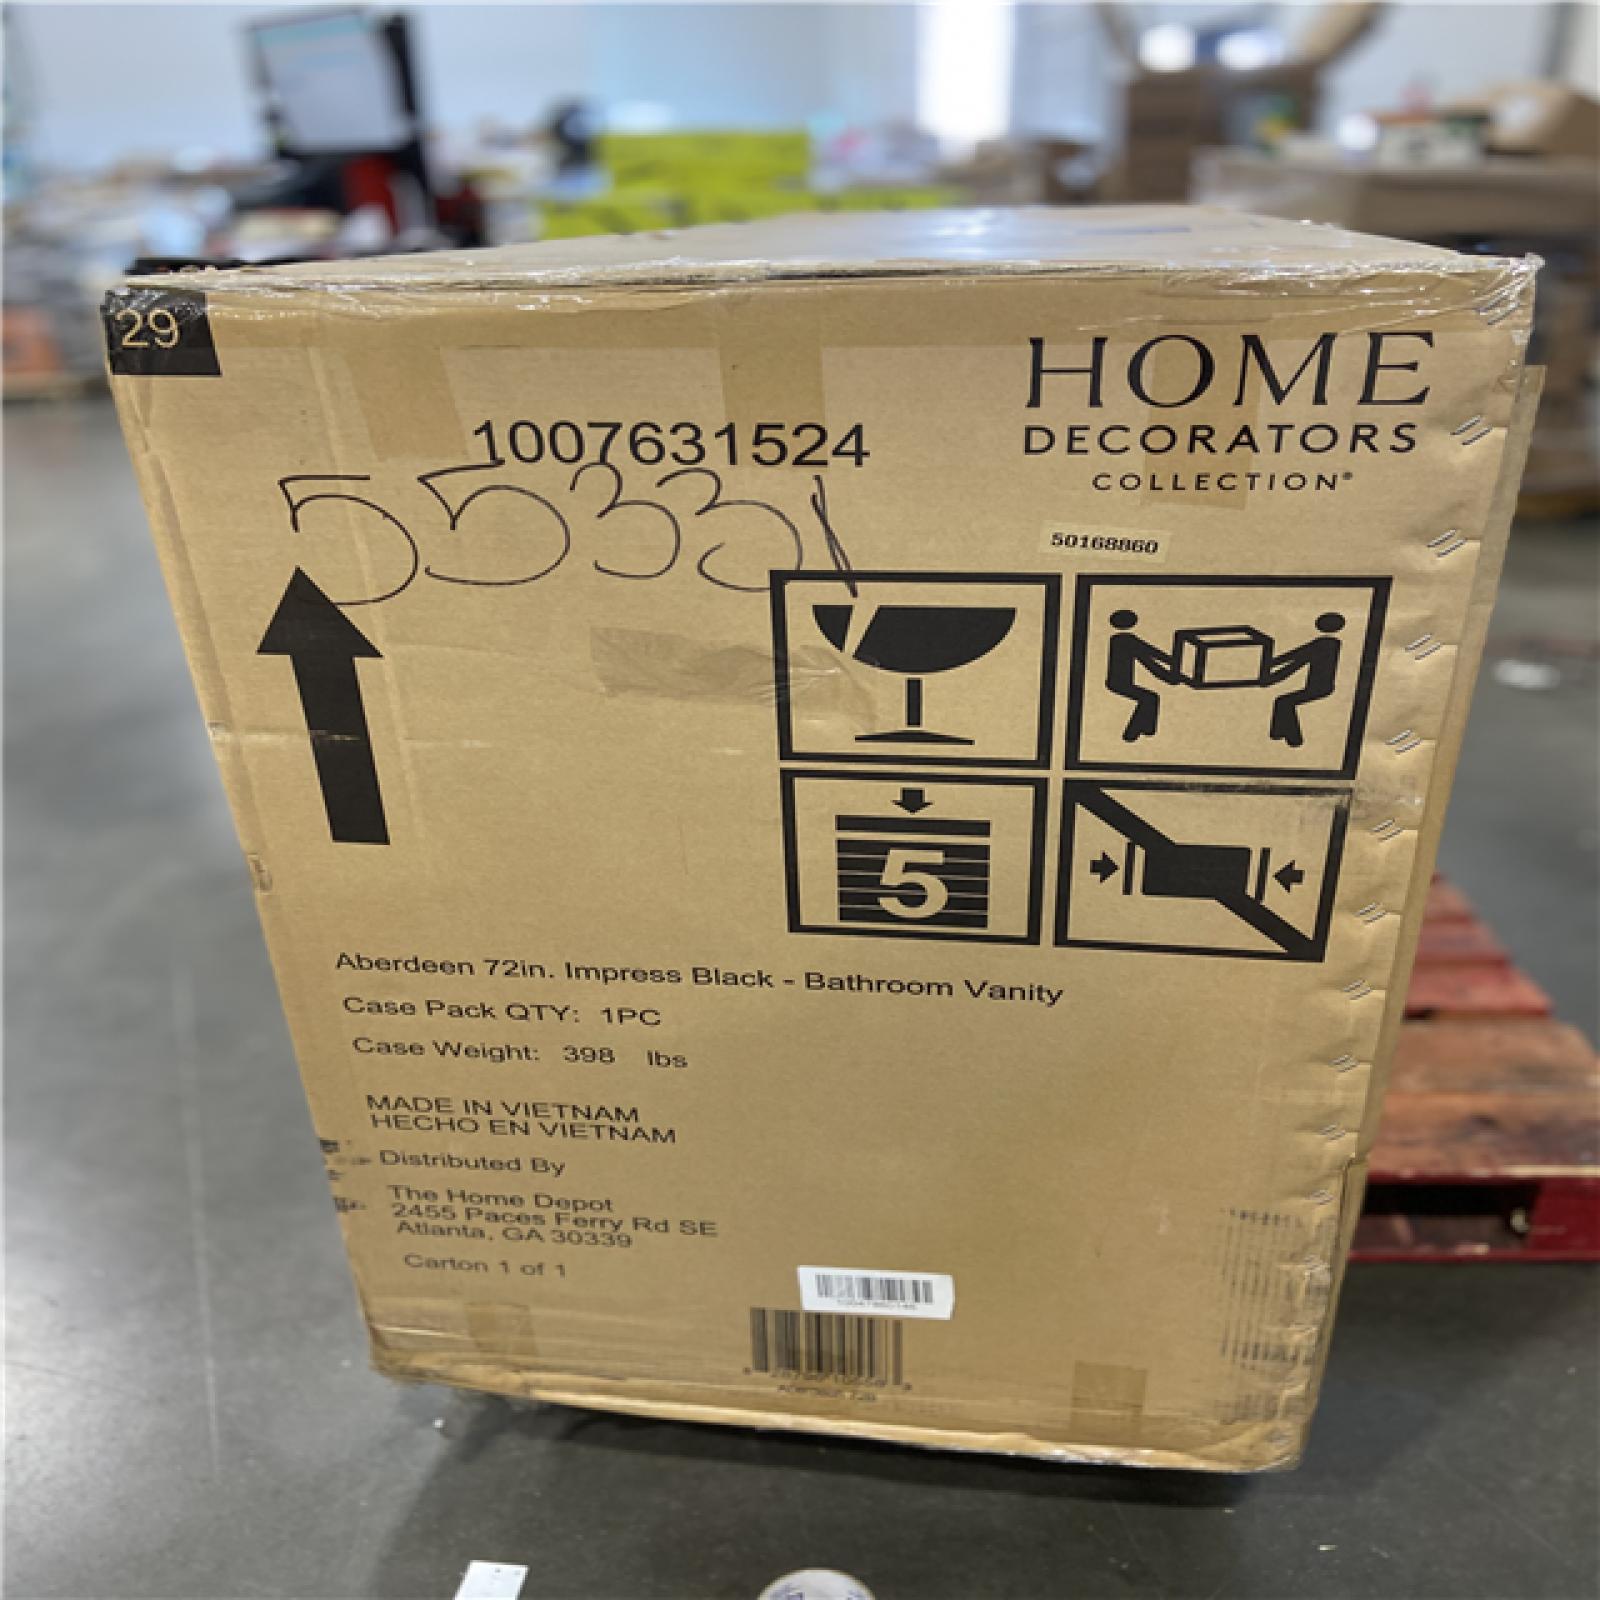 29
HOME
DECORATORS
COLLECTION®
1007631524
55331
50168860
5
Aberdeen 72in. Impress Black - Bathroom Vanity
Case Pack QTY: 1PC
Case Weight: 398 lbs
MADE IN VIETNAM
HECHO EN VIETNAM
Distributed By
The Home Depot
2455 Paces Ferry Rd SE
Atlanta, GA 30339
Carton 1 of 1